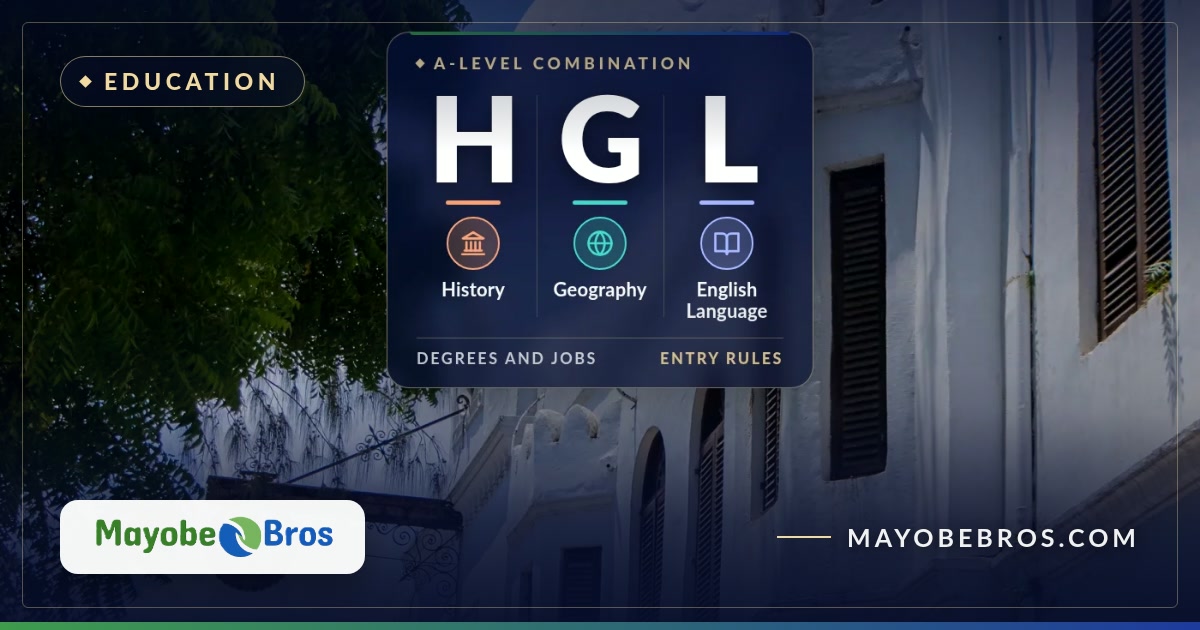 EDUCATION
A-LEVEL COMBINATION
H G L
History
Geography
English
Language
DEGREES AND JOBS
ENTRY RULES
Mayobe Bros
MAYOBEBROS.COM